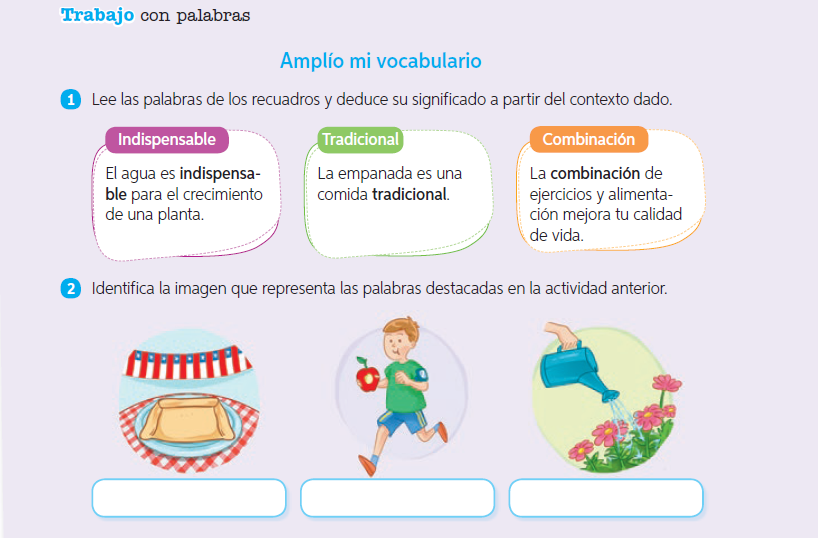 Trabajo con palabras
Amplío mi vocabulario
1 Lee las palabras de los recuadros y deduce su significado a partir del contexto dado.
Indispensable
El agua es indispensa-
ble para el crecimiento
de una planta.
Tradicional
La empanada es una
comida tradicional.
Combinación
La combinación de
ejercicios y alimenta-
ción mejora tu calidad
de vida.
2 Identifica la imagen que representa las palabras destacadas en la actividad anterior.